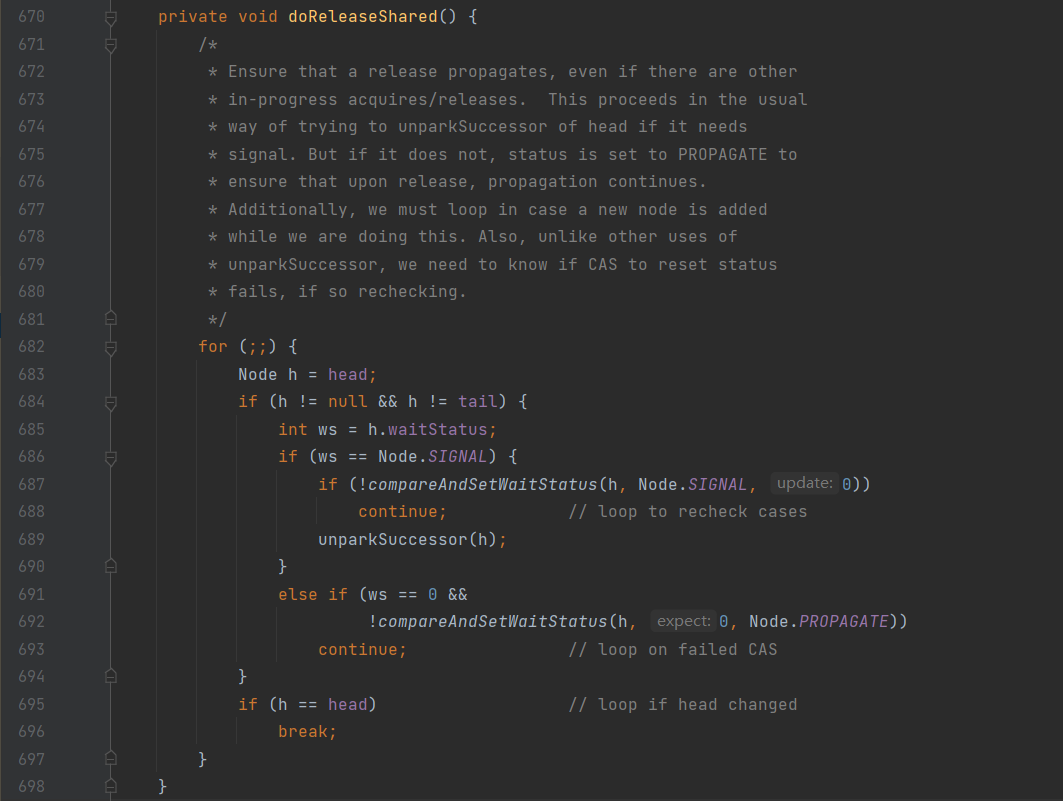 670 private void doReleaseShared() {
671 /*
672 * Ensure that a release propagates, even if there are other
673 * in-progress acquires/releases.  This proceeds in the usual
674 * way of trying to unparkSuccessor of head if it needs
675 * signal. But if it does not, status is set to PROPAGATE to
676 * ensure that upon release, propagation continues.
677 * Additionally, we must loop in case a new node is added
678 * while we are doing this. Also, unlike other uses of
679 * unparkSuccessor, we need to know if CAS to reset status
680 * fails, if so rechecking.
681 */
682 for (;;) {
683 Node h = head;
684 if (h != null && h != tail) {
685 int ws = h.waitStatus;
686 if (ws == Node.SIGNAL) {
687 if (!compareAndSetWaitStatus(h, Node.SIGNAL, update: 0))
688 continue; // loop to recheck cases
689 unparkSuccessor(h);
690 }
691 else if (ws == 0 &&
692 !compareAndSetWaitStatus(h, expect: 0, Node.PROPAGATE))
693 continue; // loop on failed CAS
694 }
695 if (h == head) // loop if head changed
696 break;
697 }
698 }